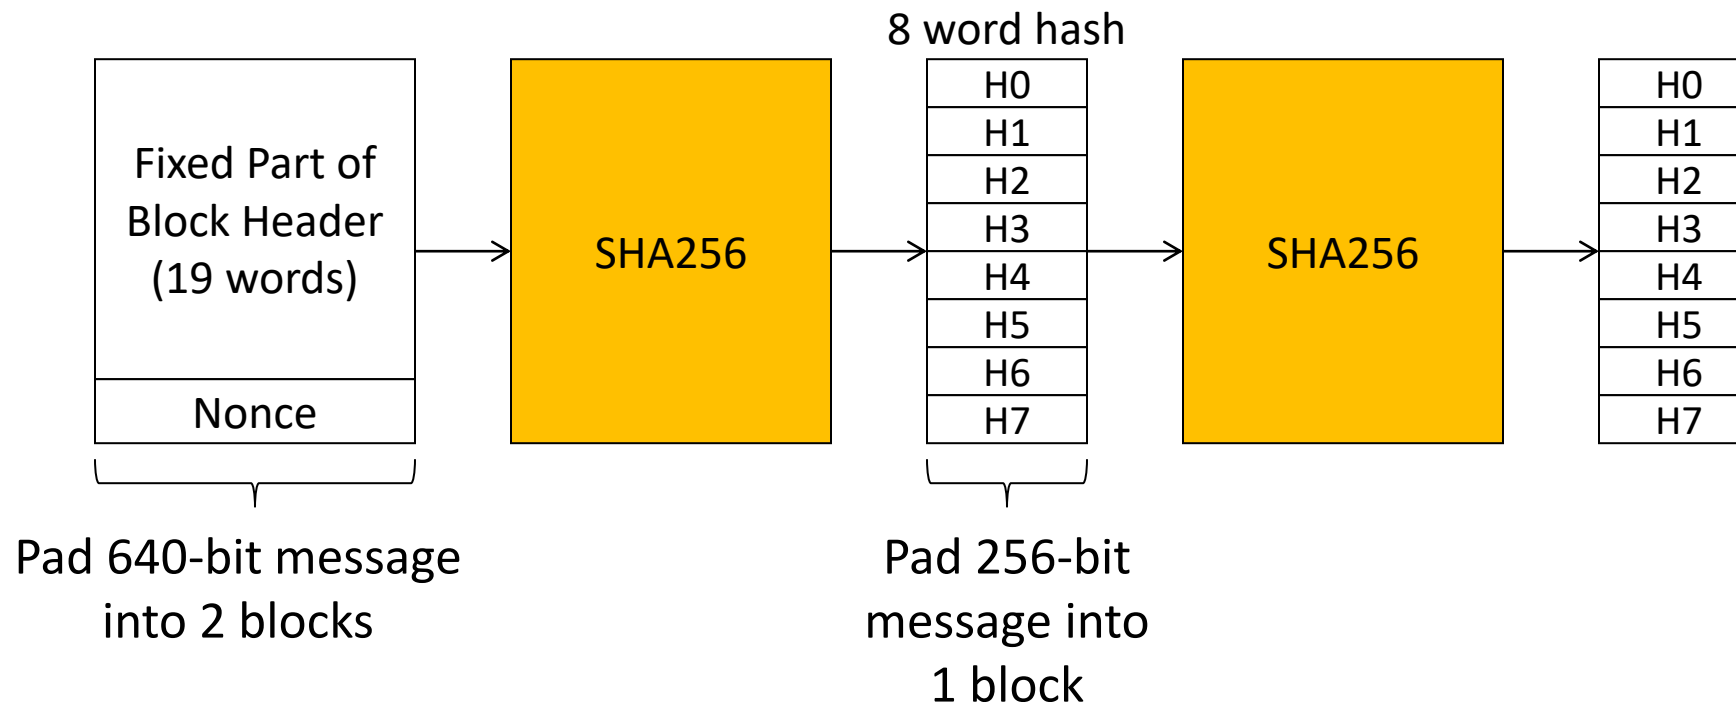 8 word hash
Fixed Part of
Block Header
(19 words)
Nonce
SHA256
H0
H1
H2
H3
H4
H5
H6
H7
SHA256
H0
H1
H2
H3
H4
H5
H6
H7
Pad 640-bit message
into 2 blocks
Pad 256-bit
message into
1 block